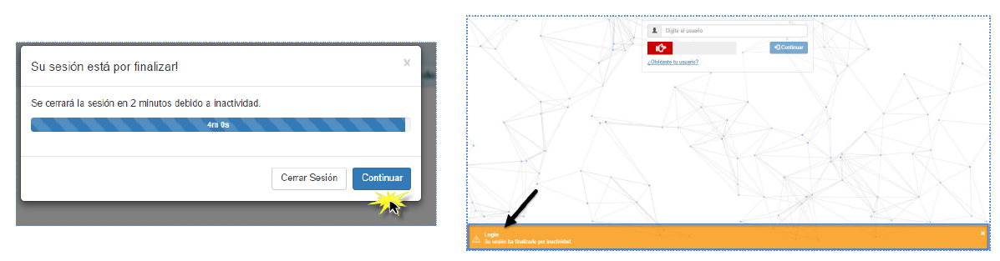 Su sesión está por finalizar!
x
Se cerrará la sesión en 2 minutos debido a inactividad.
4m 0s
Cerrar Sesión
Continuar
Digite el usuario
Continuar
¿Olvidaste tu usuario?
Login
Su sesión ha finalizado por inactividad